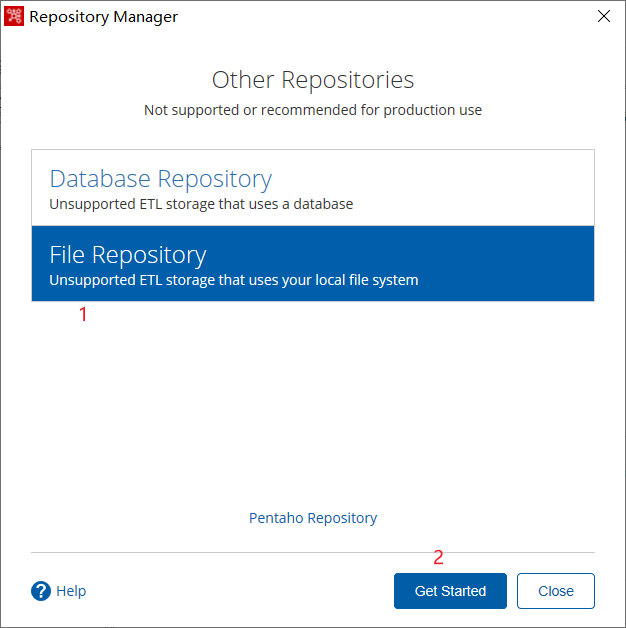 Repository Manager
Other Repositories
Not supported or recommended for production use
Database Repository
Unsupported ETL storage that uses a database
File Repository
Unsupported ETL storage that uses your local file system
1
Pentaho Repository
2
? Help
Get Started
Close